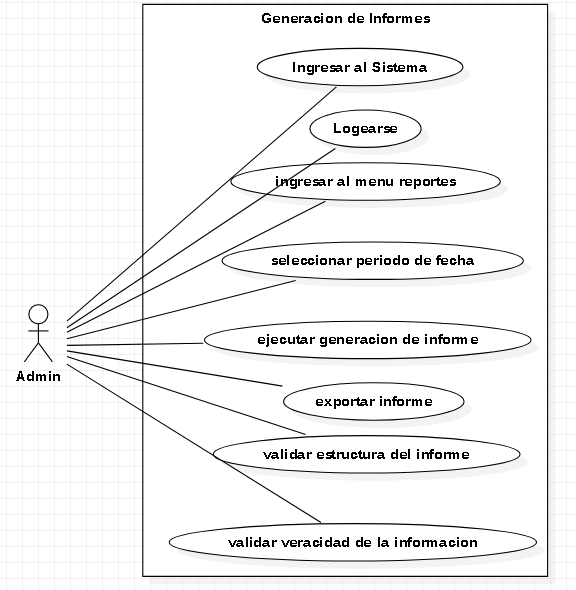 Generacion de Informes
Ingresar al Sistema
Logearse
ingresar al menu reportes
seleccionar periodo de fecha
ejecutar generacion de informe
Admin
exportar informe
validar estructura del informe
validar veracidad de la informacion